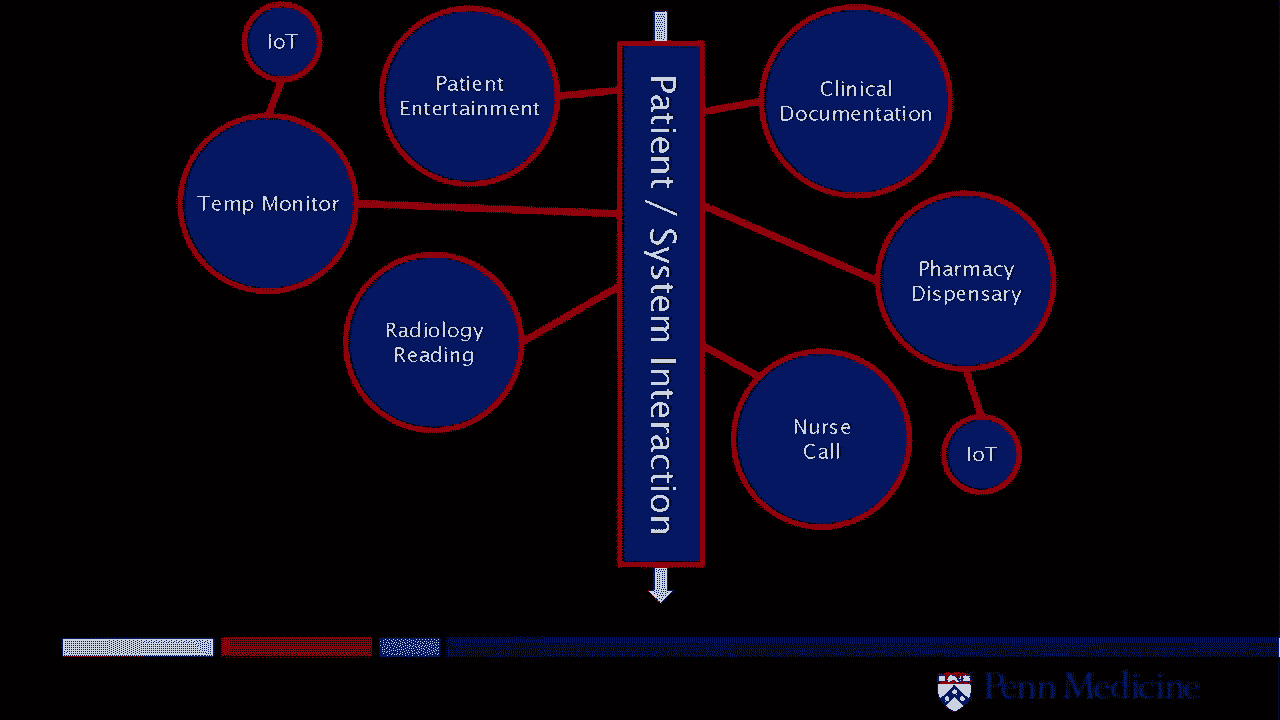 IoT
Patient
Entertainment
Temp Monitor
Radiology
Reading
Patient / System Interaction
Clinical
Documentation
Pharmacy
Dispensary
Nurse
Call
IoT
Penn Medicine